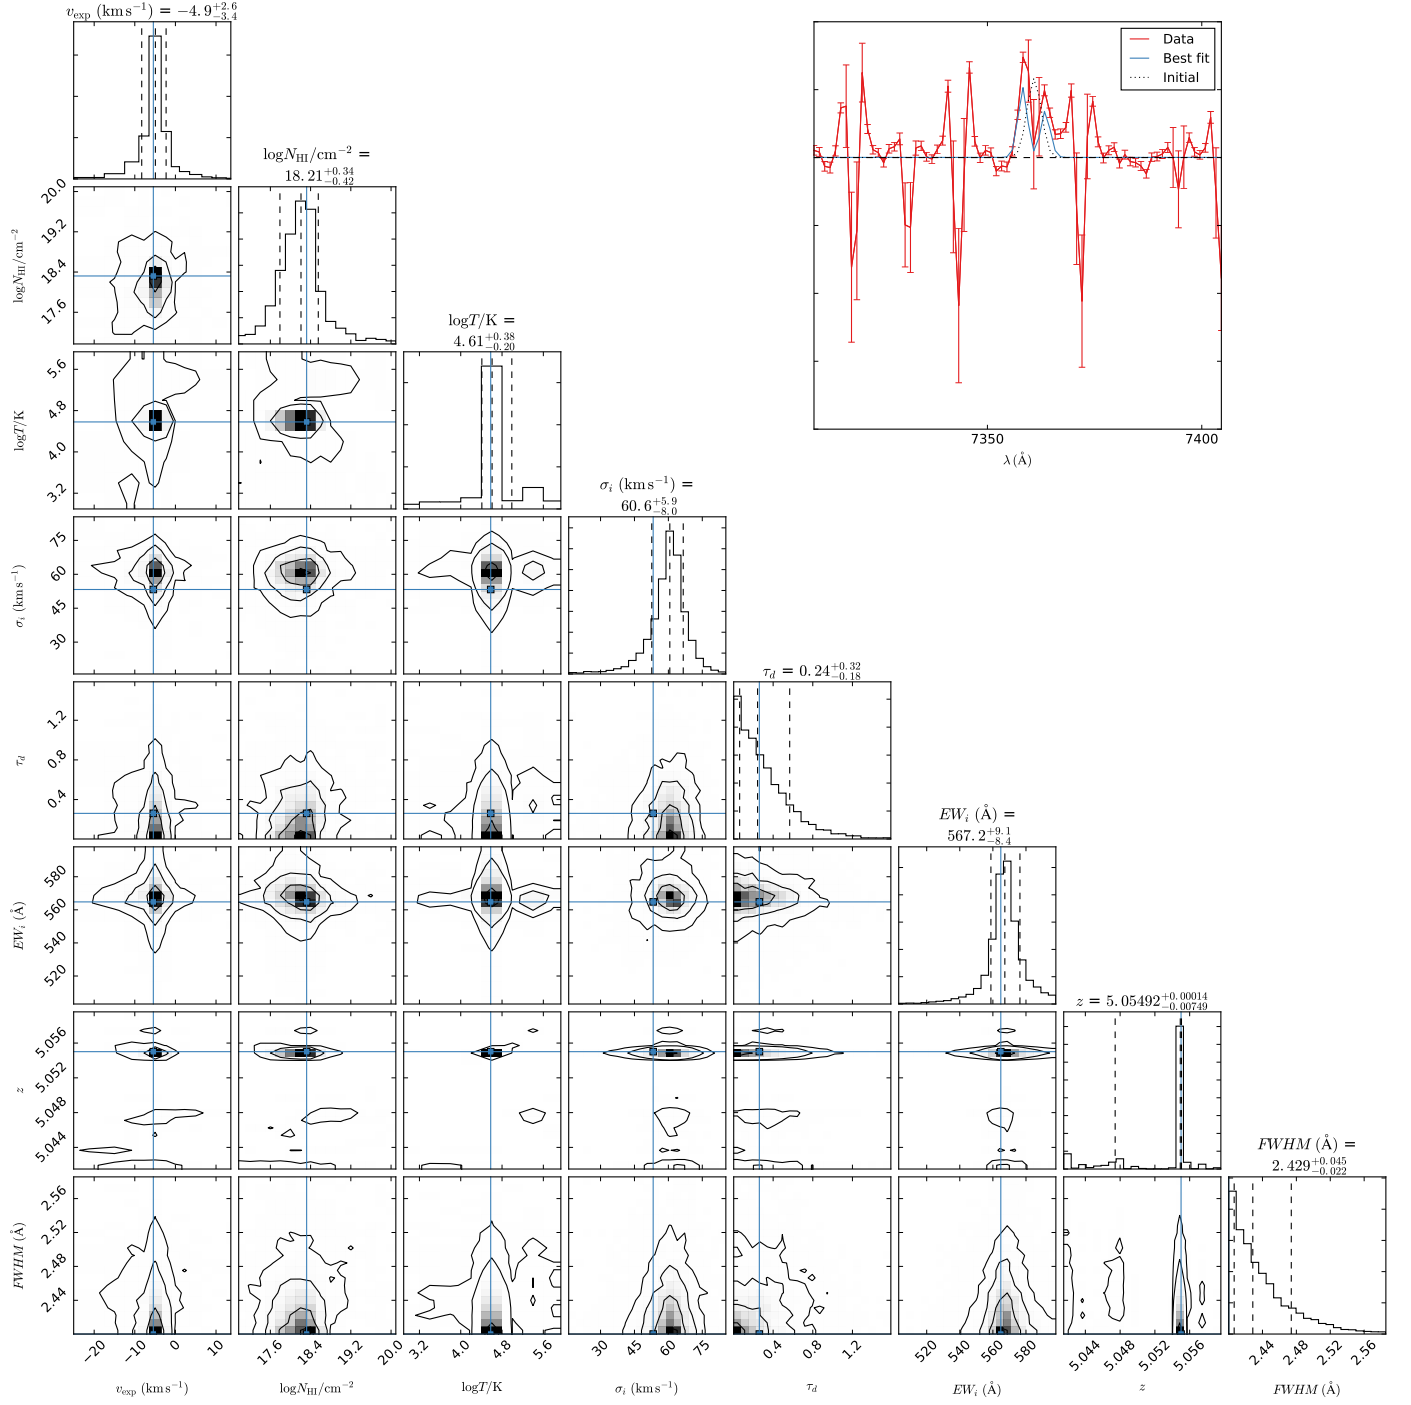 v_exp (km s⁻¹) = −4.9 +2.6 −3.4
Data
Best fit
Initial
log N_HI/cm⁻² =
18.21 +0.34 −0.42
20.0
19.2
18.4
17.6
log N_HI/cm⁻²
log T/K =
4.61 +0.38 −0.20
5.6
4.8
4.0
3.2
log T/K
7350 7400
λ (Å)
σ_i (km s⁻¹) =
60.6 +5.9 −8.0
75
60
45
30
σ_i (km s⁻¹)
τ_d = 0.24 +0.32 −0.18
1.2
0.8
0.4
τ_d
EW_i (Å) =
567.2 +9.1 −8.4
580
560
540
520
EW_i (Å)
z = 5.05492 +0.00014 −0.00749
5.056
5.052
5.048
5.044
z
FWHM (Å) =
2.429 +0.045 −0.022
2.56
2.52
2.48
2.44
FWHM (Å)
−20 −10 0 10 17.6 18.4 19.2 20.0 3.2 4.0 4.8 5.6 30 45 60 75 0.4 0.8 1.2 520 540 560 580 5.044 5.048 5.052 5.056 2.44 2.48 2.52 2.56
v_exp (km s⁻¹) log N_HI/cm⁻² log T/K σ_i (km s⁻¹) τ_d EW_i (Å) z FWHM (Å)